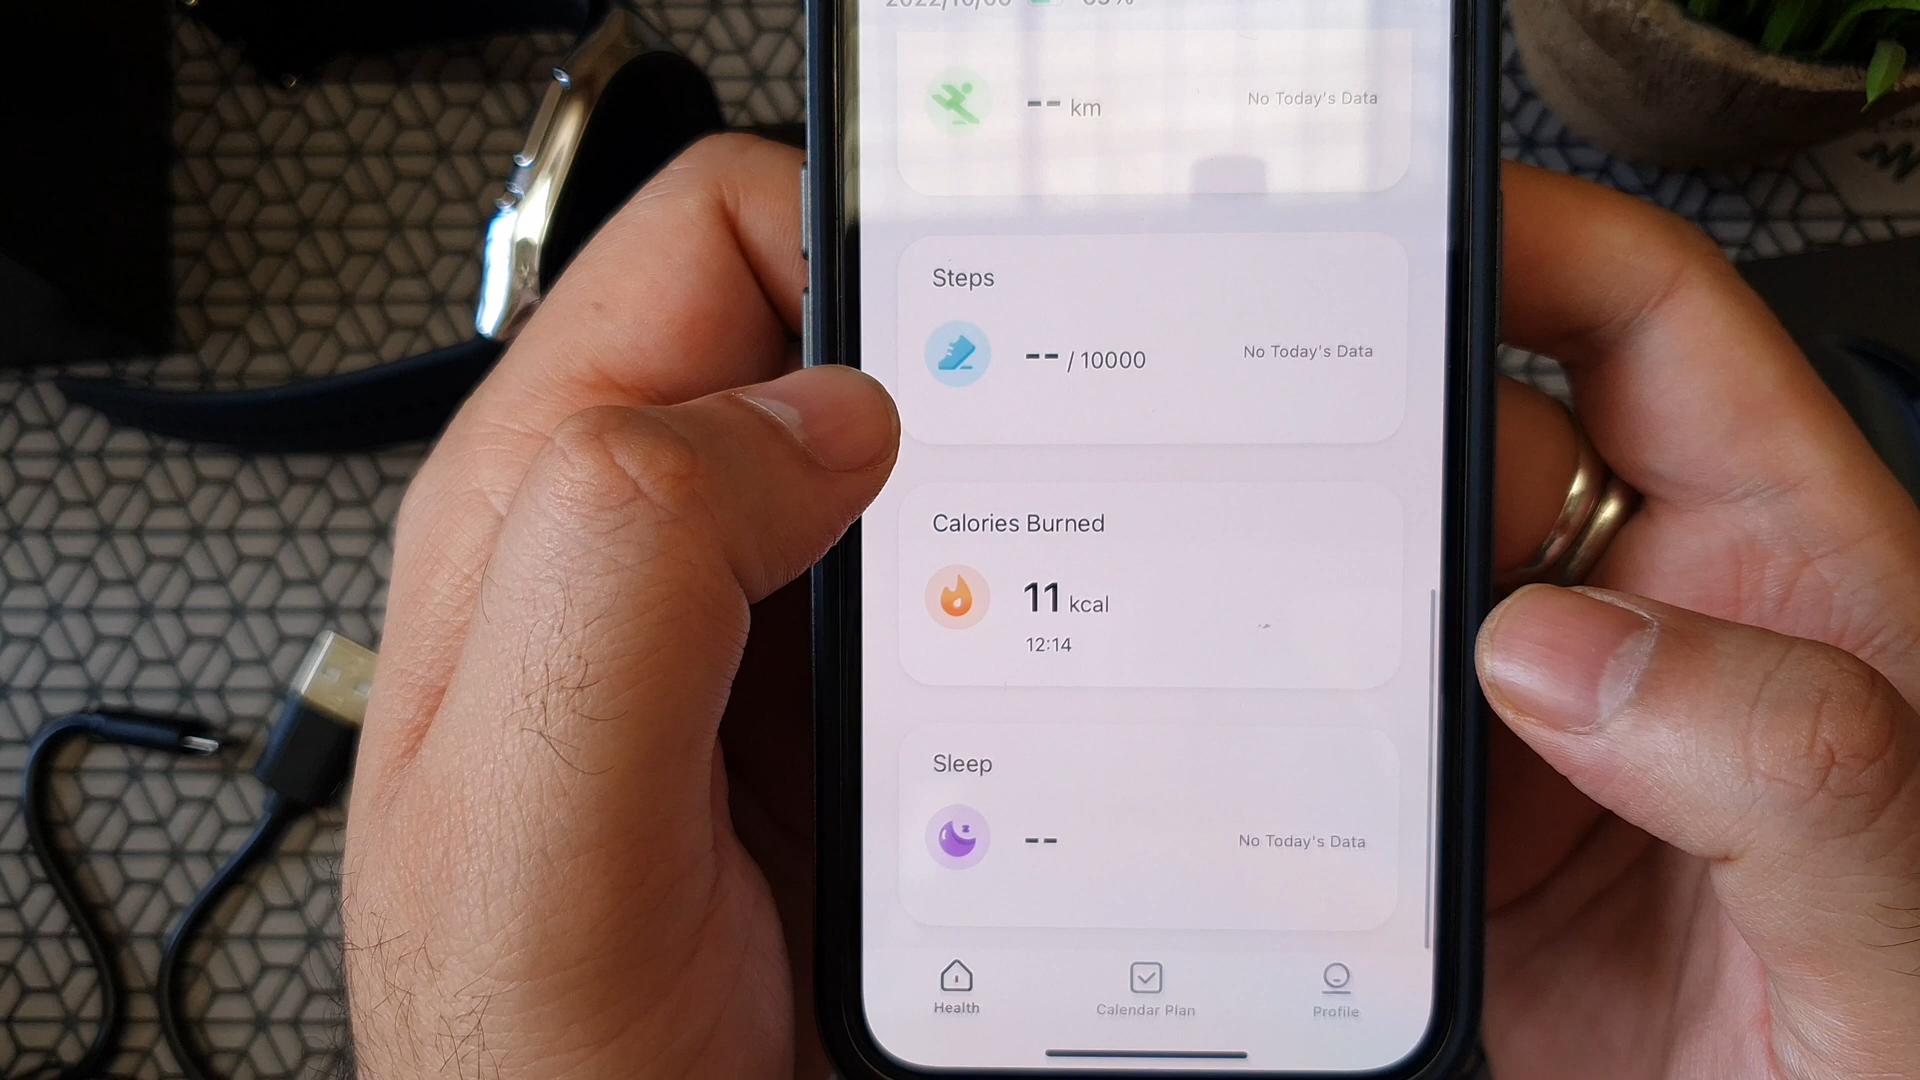 -- km
No Today's Data
Steps
-- / 10000
No Today's Data
Calories Burned
11 kcal
12:14
Sleep
--
No Today's Data
Health
Calendar Plan
Profile